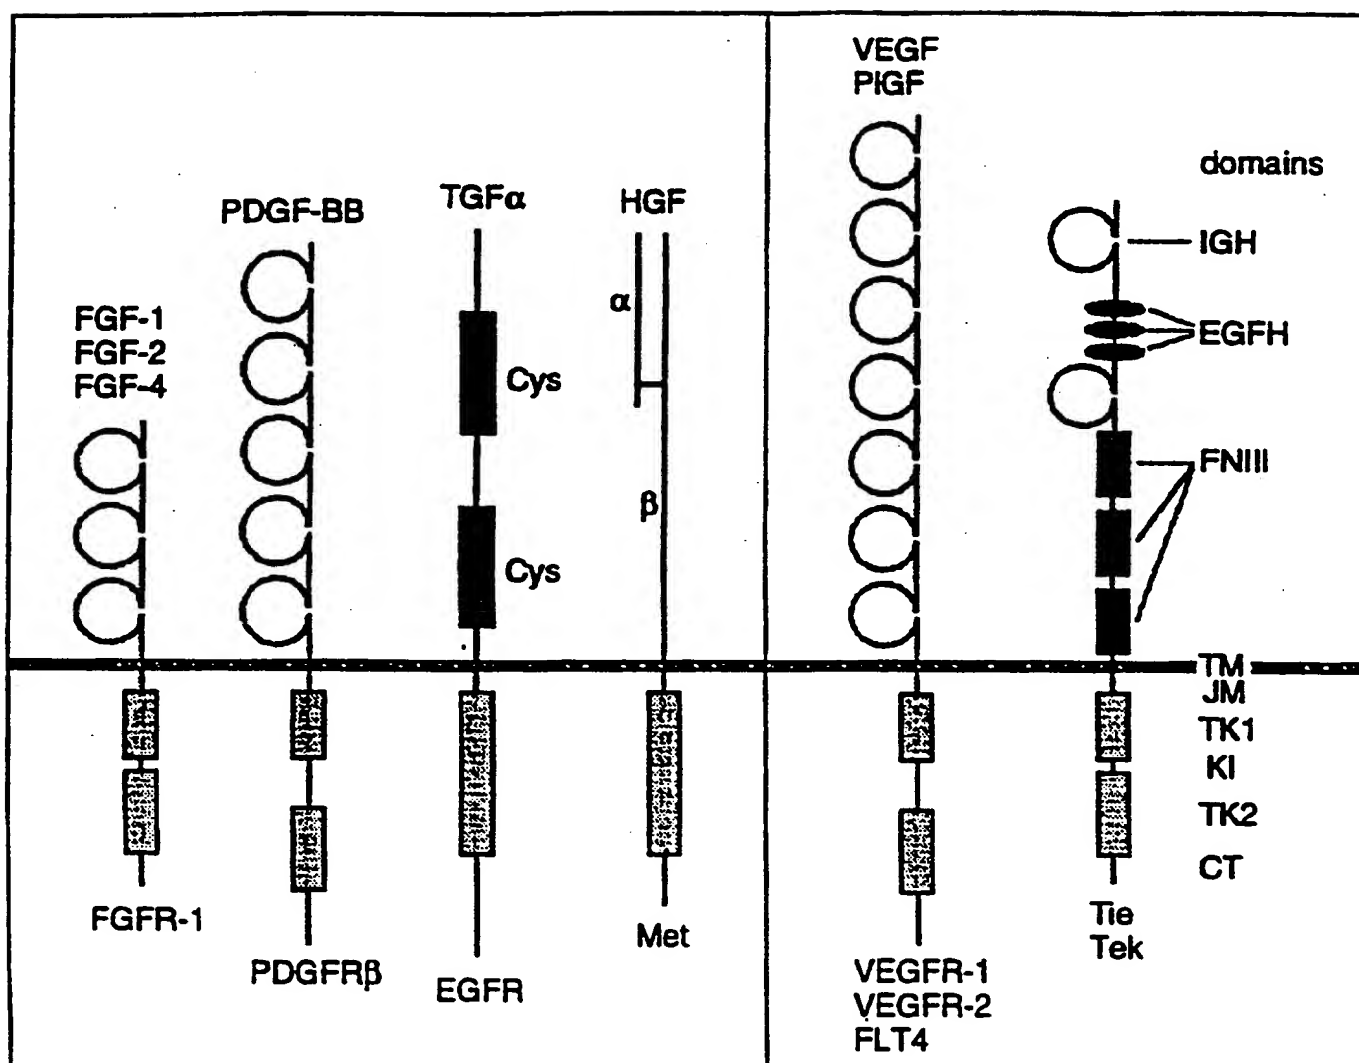 FGF-1
FGF-2
FGF-4
FGFR-1
PDGF-BB
PDGFRβ
TGFα
Cys
Cys
EGFR
HGF
α
β
Met
VEGF
PlGF
VEGFR-1
VEGFR-2
FLT4
Tie
Tek
domains
IGH
EGFH
FNIII
TM
JM
TK1
KI
TK2
CT